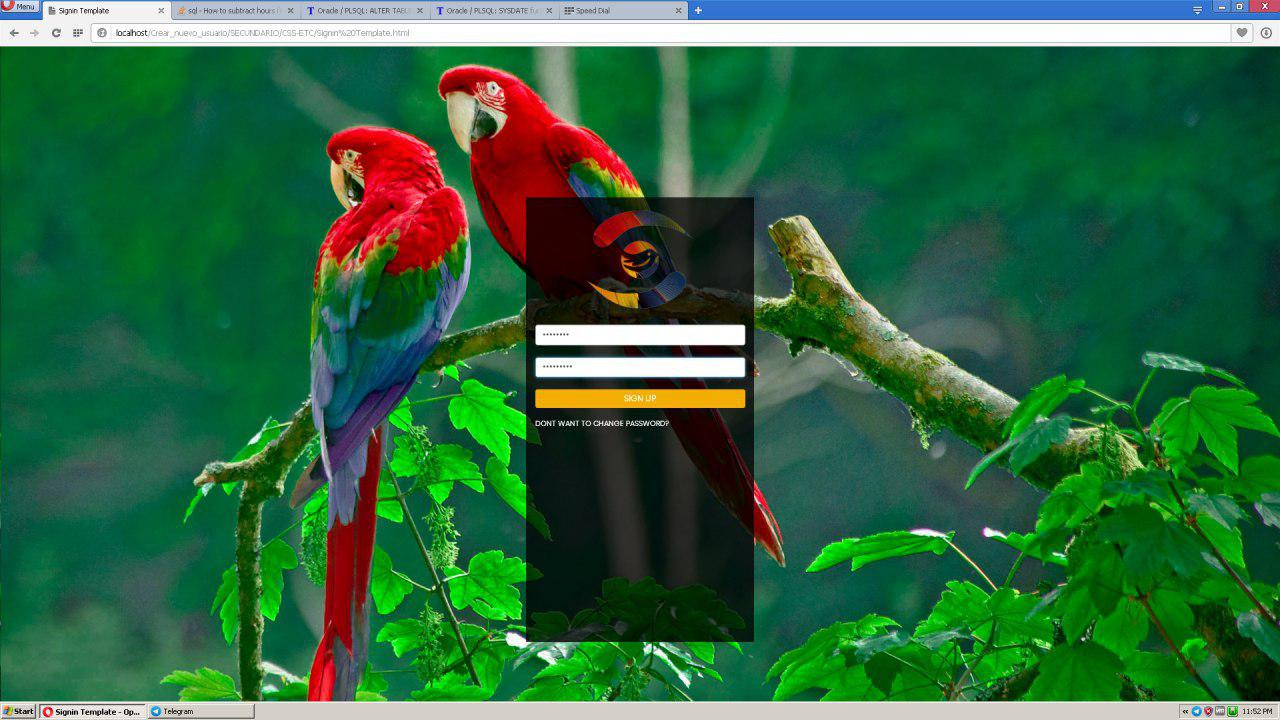 Menu
Signin Template
sql - How to subtract hours
Oracle / PLSQL: ALTER TABL
Oracle / PLSQL: SYSDATE fu
Speed Dial
localhost/Crear_nuevo_usuario/SECUNDARIO/CSS-ETC/Signin%20Template.html
••••••••
•••••••••
SIGN UP
DONT WANT TO CHANGE PASSWORD?
Start
Signin Template - Op...
Telegram
11:52 PM